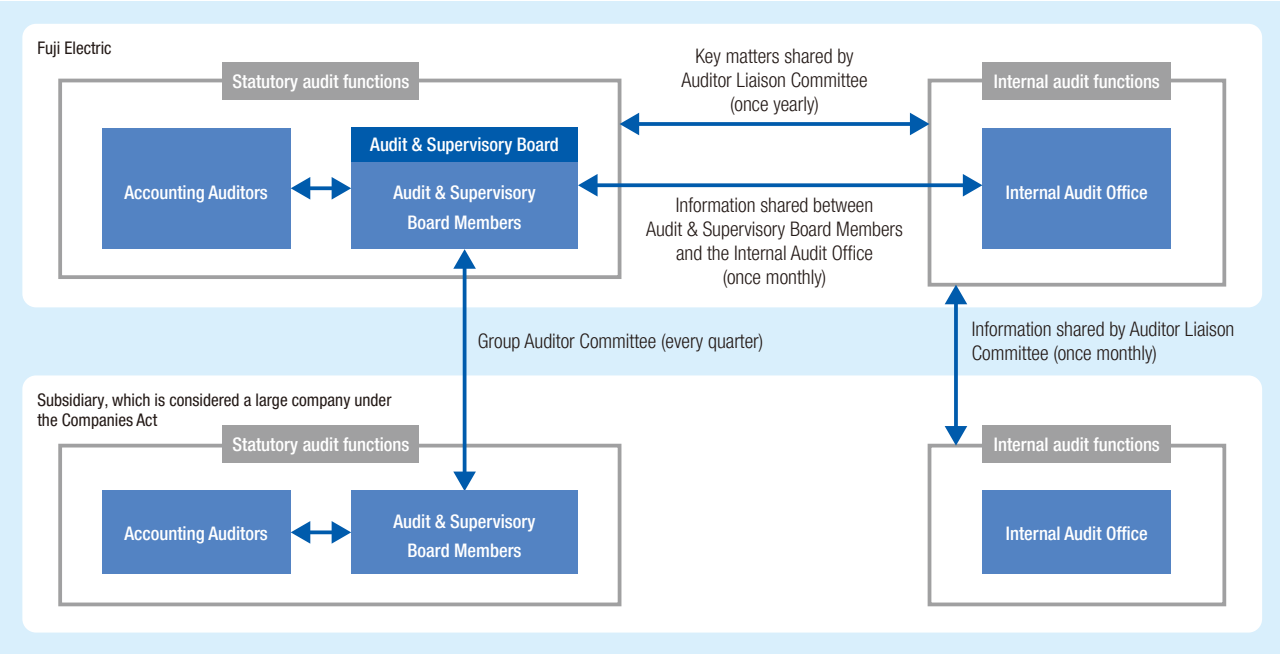 Fuji Electric
Statutory audit functions
Accounting Auditors
Audit & Supervisory Board
Audit & Supervisory
Board Members
Key matters shared by
Auditor Liaison Committee
(once yearly)
Information shared between
Audit & Supervisory Board Members
and the Internal Audit Office
(once monthly)
Internal audit functions
Internal Audit Office
Group Auditor Committee (every quarter)
Information shared by Auditor Liaison
Committee (once monthly)
Subsidiary, which is considered a large company under
the Companies Act
Statutory audit functions
Accounting Auditors
Audit & Supervisory
Board Members
Internal audit functions
Internal Audit Office